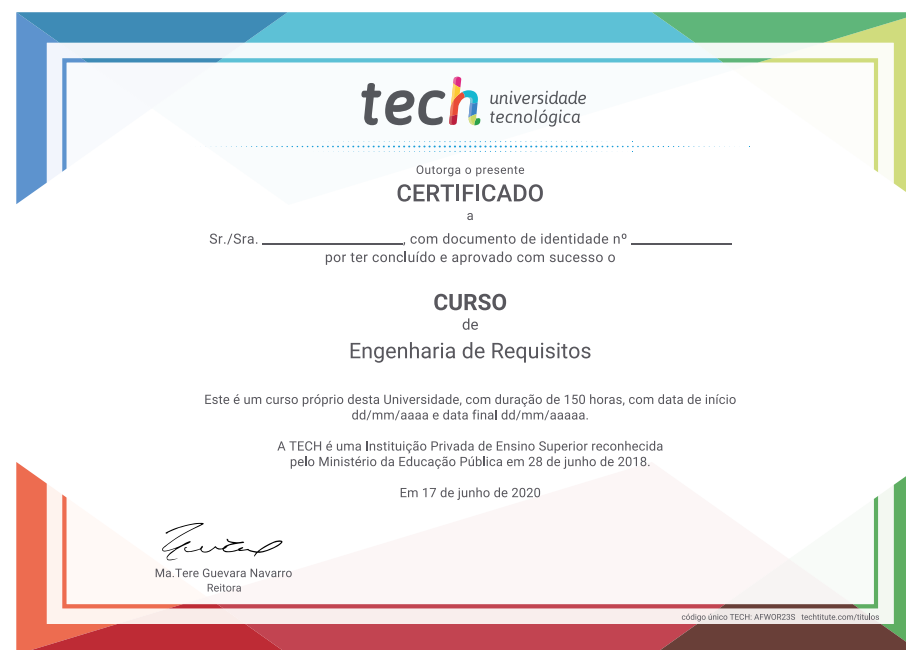 tech universidade
tecnológica
Outorga o presente
CERTIFICADO
a
Sr./Sra. ________________, com documento de identidade nº ____________
por ter concluído e aprovado com sucesso o
CURSO
de
Engenharia de Requisitos
Este é um curso próprio desta Universidade, com duração de 150 horas, com data de início
dd/mm/aaaa e data final dd/mm/aaaaa.
A TECH é uma Instituição Privada de Ensino Superior reconhecida
pelo Ministério da Educação Pública em 28 de junho de 2018.
Em 17 de junho de 2020
Ma.Tere Guevara Navarro
Reitora
código único TECH: AFWOR23S techtitute.com/titulos